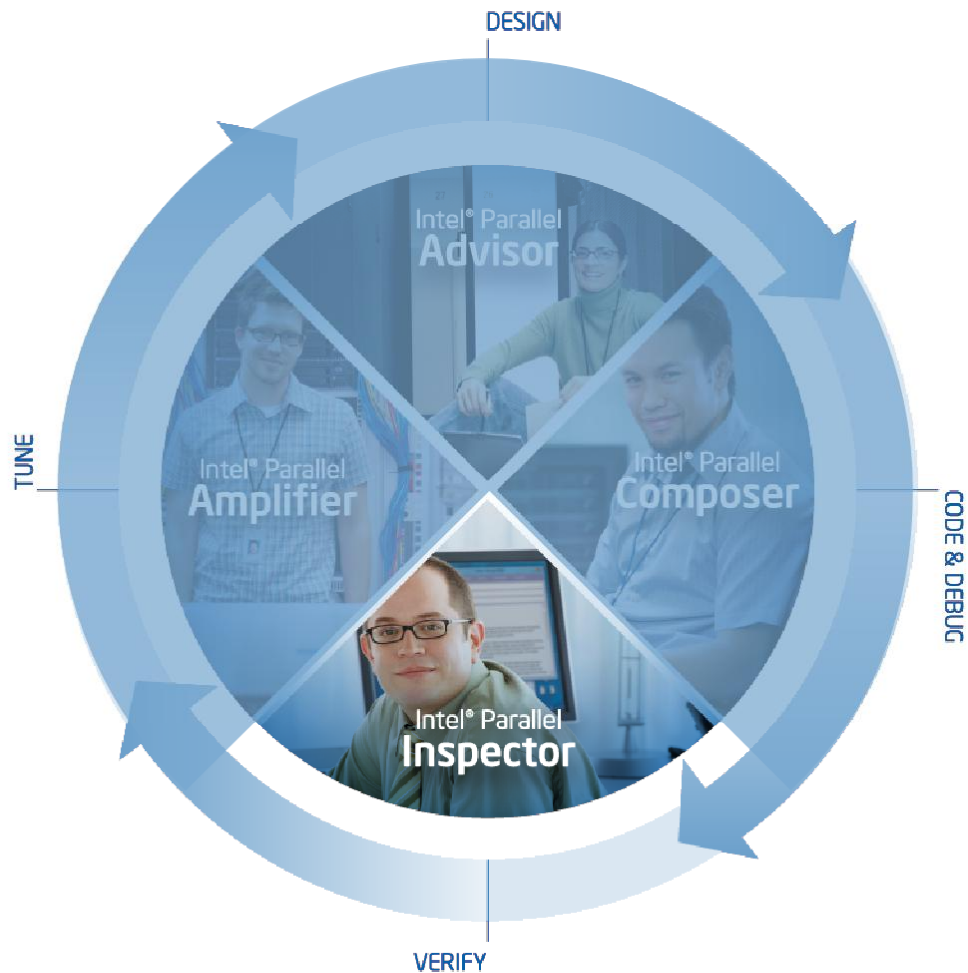 DESIGN
Intel® Parallel
Advisor
TUNE
Intel® Parallel
Amplifier
Intel® Parallel
Composer
CODE & DEBUG
Intel® Parallel
Inspector
VERIFY